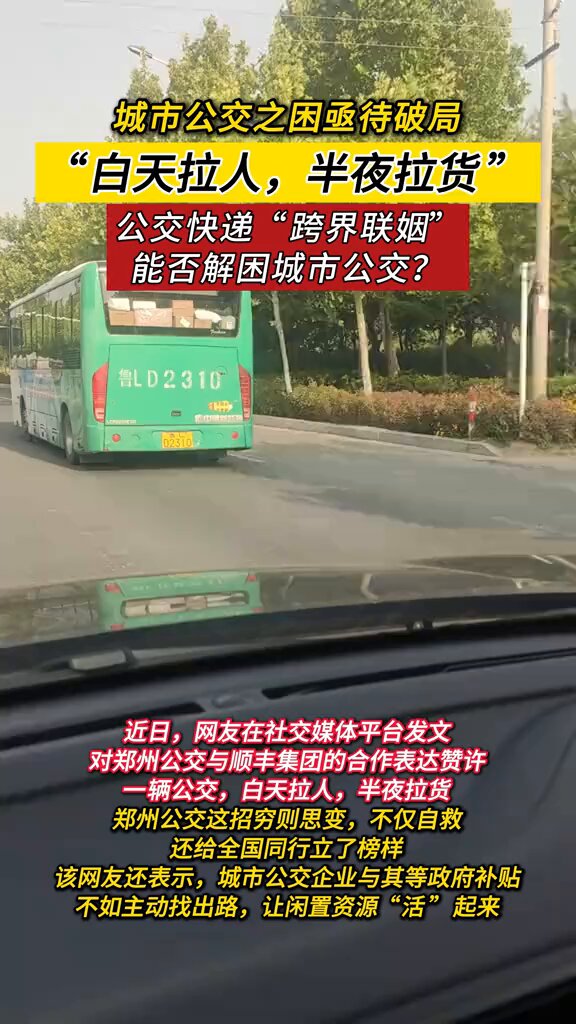 城市公交之困亟待破局
“白天拉人，半夜拉货”
公交快递“跨界联姻”
能否解困城市公交？
鲁LD2310
D2310
近日，网友在社交媒体平台发文
对郑州公交与顺丰集团的合作表达赞许
一辆公交，白天拉人，半夜拉货
郑州公交这招穷则思变，不仅自救
还给全国同行立了榜样
该网友还表示，城市公交企业与其等政府补贴
不如主动找出路，让闲置资源“活”起来